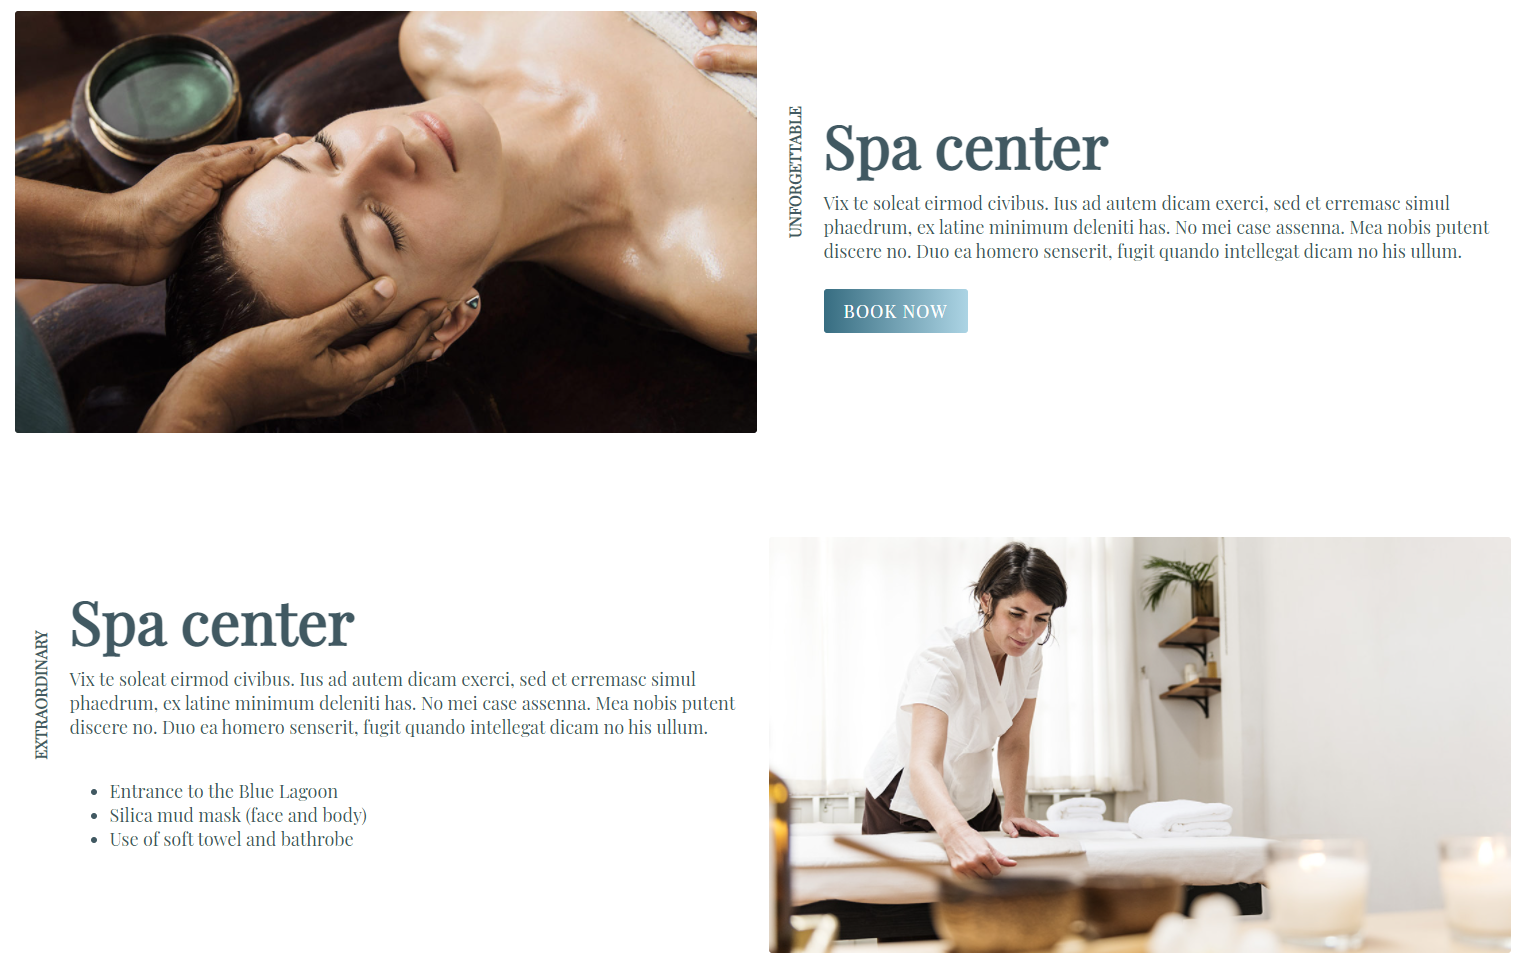 UNFORGETTABLE
Spa center
Vix te soleat eirmod civibus. Ius ad autem dicam exerci, sed et erremasc simul
phaedrum, ex latine minimum deleniti has. No mei case assenna. Mea nobis putent
discere no. Duo ea homero senserit, fugit quando intellegat dicam no his ullum.
BOOK NOW
EXTRAORDINARY
Spa center
Vix te soleat eirmod civibus. Ius ad autem dicam exerci, sed et erremasc simul
phaedrum, ex latine minimum deleniti has. No mei case assenna. Mea nobis putent
discere no. Duo ea homero senserit, fugit quando intellegat dicam no his ullum.
• Entrance to the Blue Lagoon
• Silica mud mask (face and body)
• Use of soft towel and bathrobe